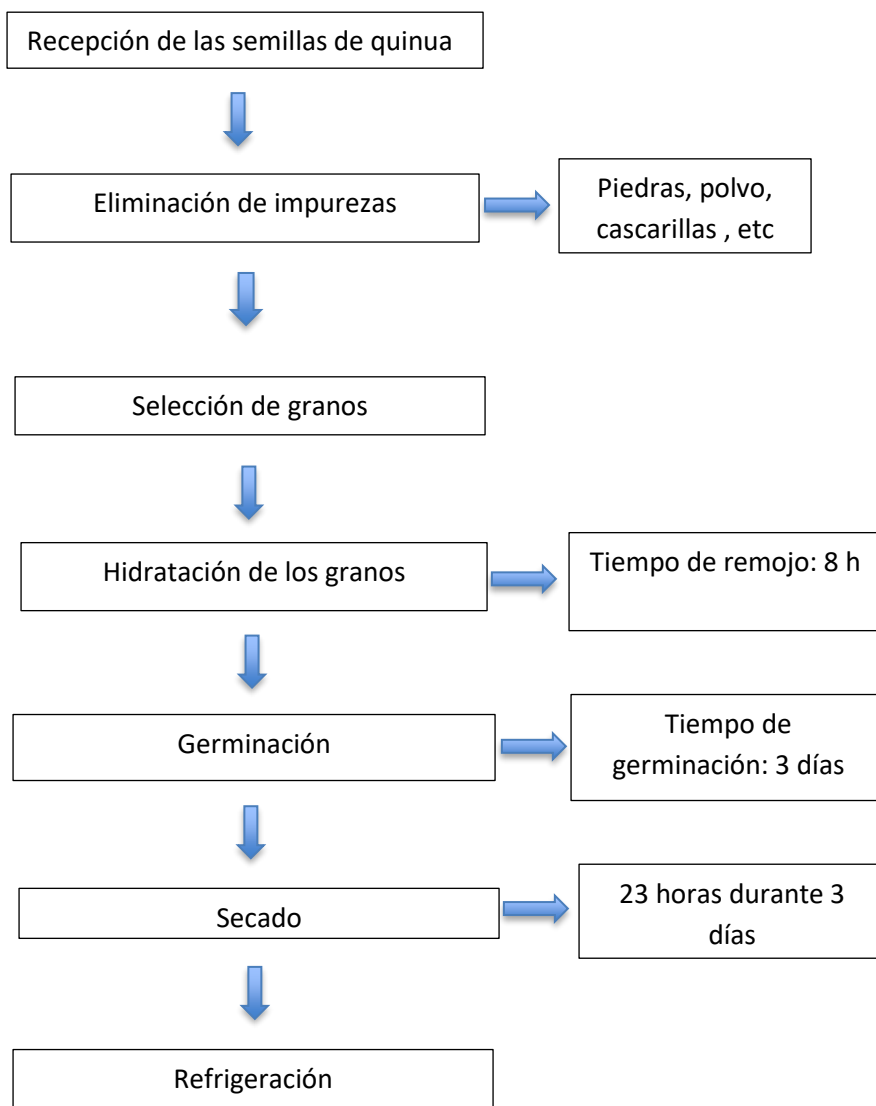 Recepción de las semillas de quinua
Eliminación de impurezas
Piedras, polvo,
cascarillas , etc
Selección de granos
Hidratación de los granos
Tiempo de remojo: 8 h
Germinación
Tiempo de
germinación: 3 días
Secado
23 horas durante 3
días
Refrigeración